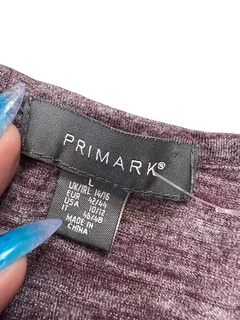 PRIMARK®
L
UK/IRL 14/16
EUR 42/44
USA 10/12
IT 46/48
MADE IN
CHINA